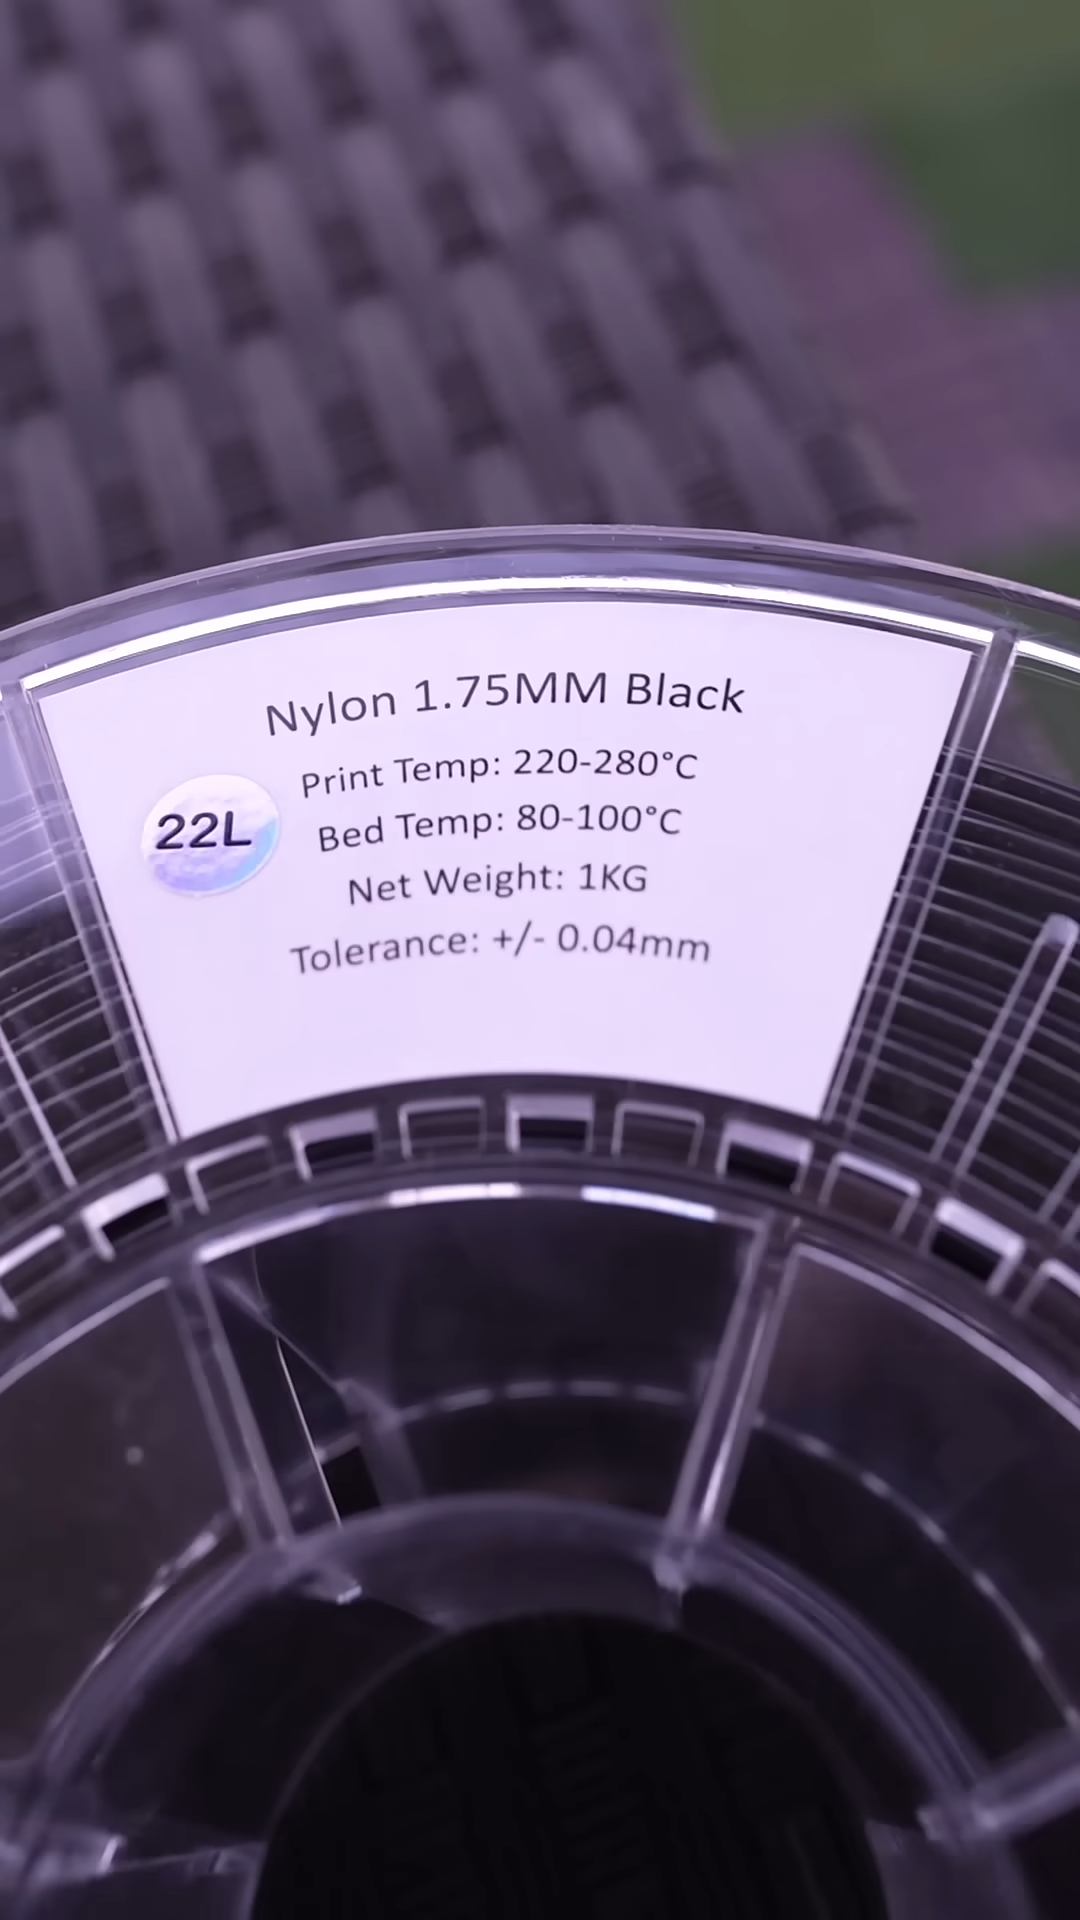 Nylon 1.75MM Black
Print Temp: 220-280°C
22L
Bed Temp: 80-100°C
Net Weight: 1KG
Tolerance: +/- 0.04mm